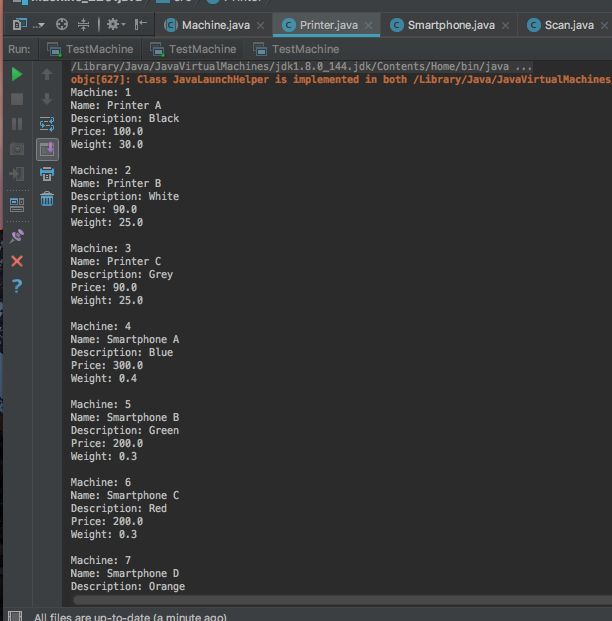 Machine.java
Printer.java
Smartphone.java
Scan.java
Run:
TestMachine
TestMachine
TestMachine
/Library/Java/JavaVirtualMachines/jdk1.8.0_144.jdk/Contents/Home/bin/java ...
objc[627]: Class JavaLaunchHelper is implemented in both /Library/Java/JavaVirtualMachines
Machine: 1
Name: Printer A
Description: Black
Price: 100.0
Weight: 30.0
Machine: 2
Name: Printer B
Description: White
Price: 90.0
Weight: 25.0
Machine: 3
Name: Printer C
Description: Grey
Price: 90.0
Weight: 25.0
Machine: 4
Name: Smartphone A
Description: Blue
Price: 300.0
Weight: 0.4
Machine: 5
Name: Smartphone B
Description: Green
Price: 200.0
Weight: 0.3
Machine: 6
Name: Smartphone C
Description: Red
Price: 200.0
Weight: 0.3
Machine: 7
Name: Smartphone D
Description: Orange
All files are up-to-date (a minute ago)